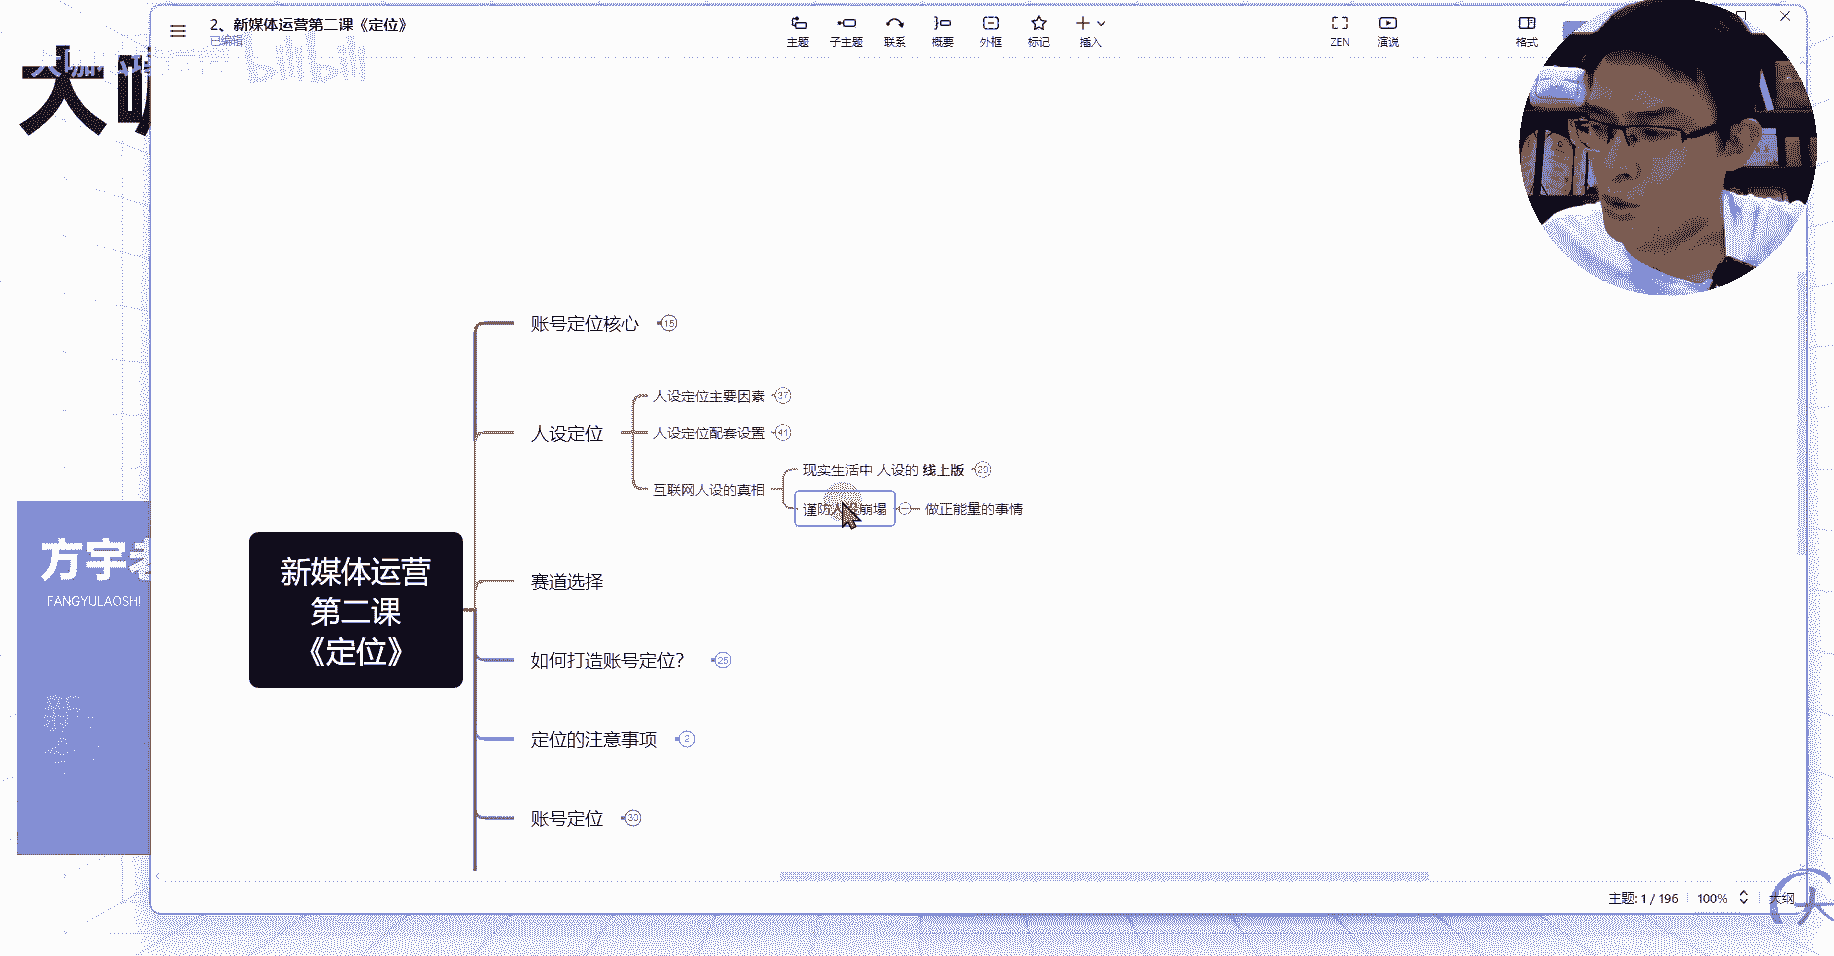 2、新媒体运营第二课《定位》
已编辑
主题
子主题
联系
概要
外框
标记
插入
ZEN
演说
格式
bilibili
方宇老
FANGYULAOSHI
新媒体运营
第二课
《定位》
账号定位核心 15
人设定位
人设定位主要因素 37
人设定位配套设置 41
互联网人设的真相
现实生活中 人设的 线上版 20
谨防人设崩塌
做正能量的事情
赛道选择
如何打造账号定位？ 25
定位的注意事项 2
账号定位 30
主题: 1 / 196
100%
大纲